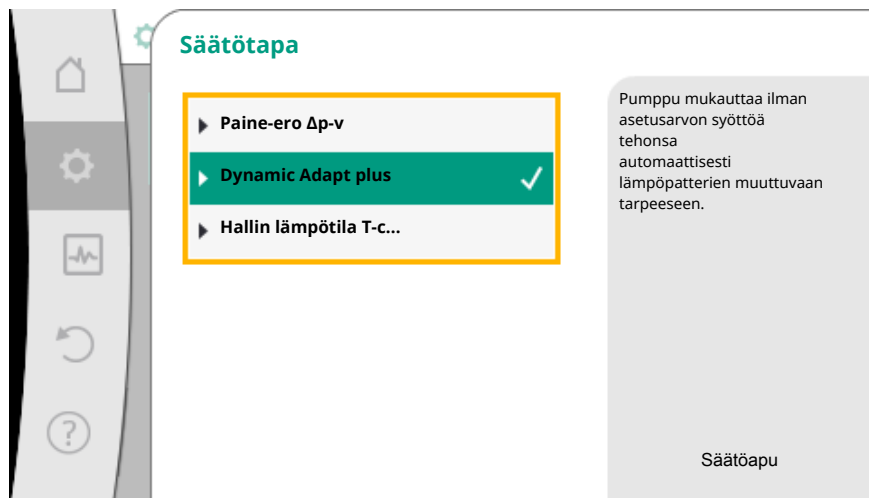 Säätötapa
Paine-ero Δp-v
Dynamic Adapt plus
Hallin lämpötila T-c...
Pumppu mukauttaa ilman
asetusarvon syöttöä
tehonsa
automaattisesti
lämpöpatterien muuttuvaan
tarpeeseen.
Säätöapu